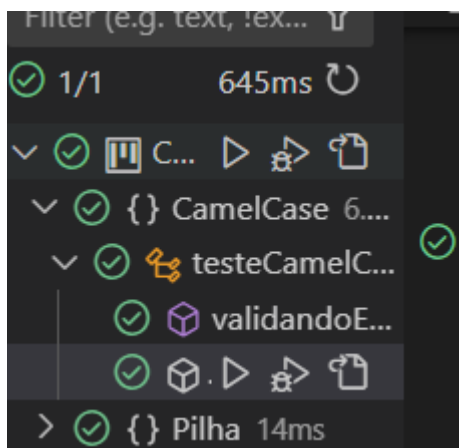 Filter (e.g. text, !ex...
1/1 645ms
C...
{} CamelCase 6....
testeCamelC...
validandoE...
.
{} Pilha 14ms